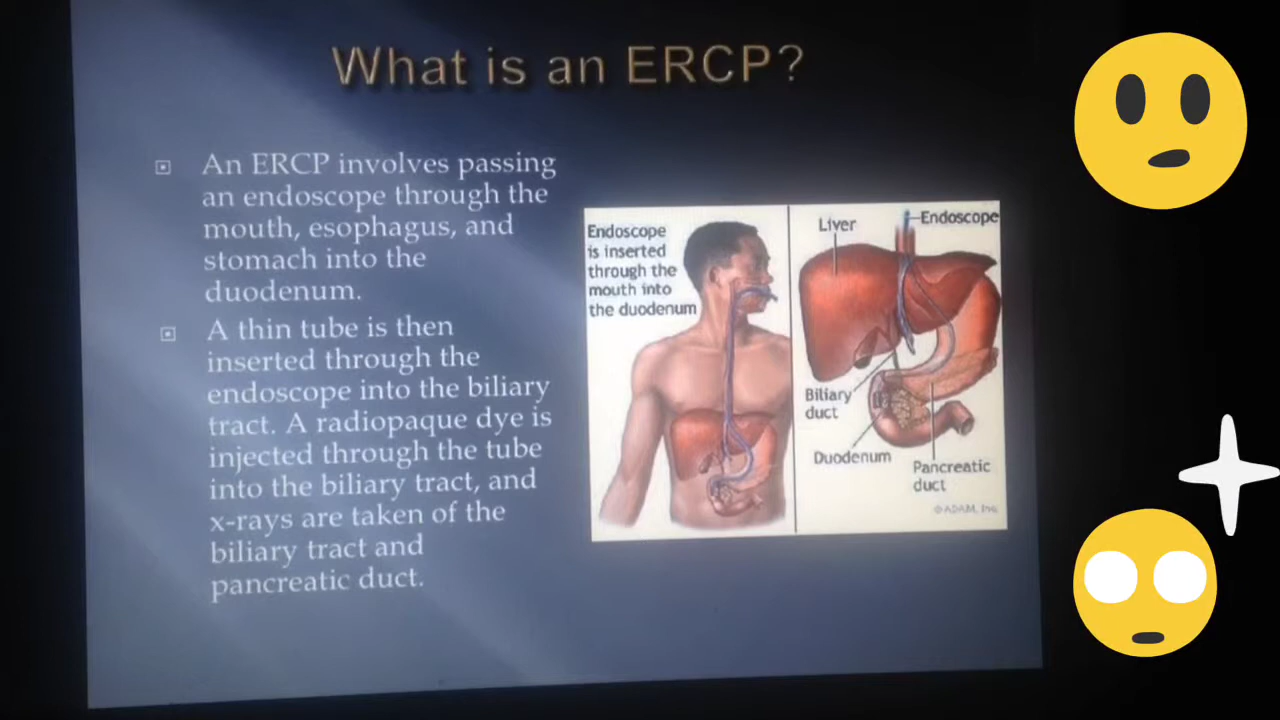 What is an ERCP?
An ERCP involves passing
an endoscope through the
mouth, esophagus, and
stomach into the
duodenum.
A thin tube is then
inserted through the
endoscope into the biliary
tract. A radiopaque dye is
injected through the tube
into the biliary tract, and
x-rays are taken of the
biliary tract and
pancreatic duct.
Endoscope
is inserted
through the
mouth into
the duodenum
Liver
Endoscope
Biliary
duct
Duodenum
Pancreatic
duct
©ADAM, Inc.